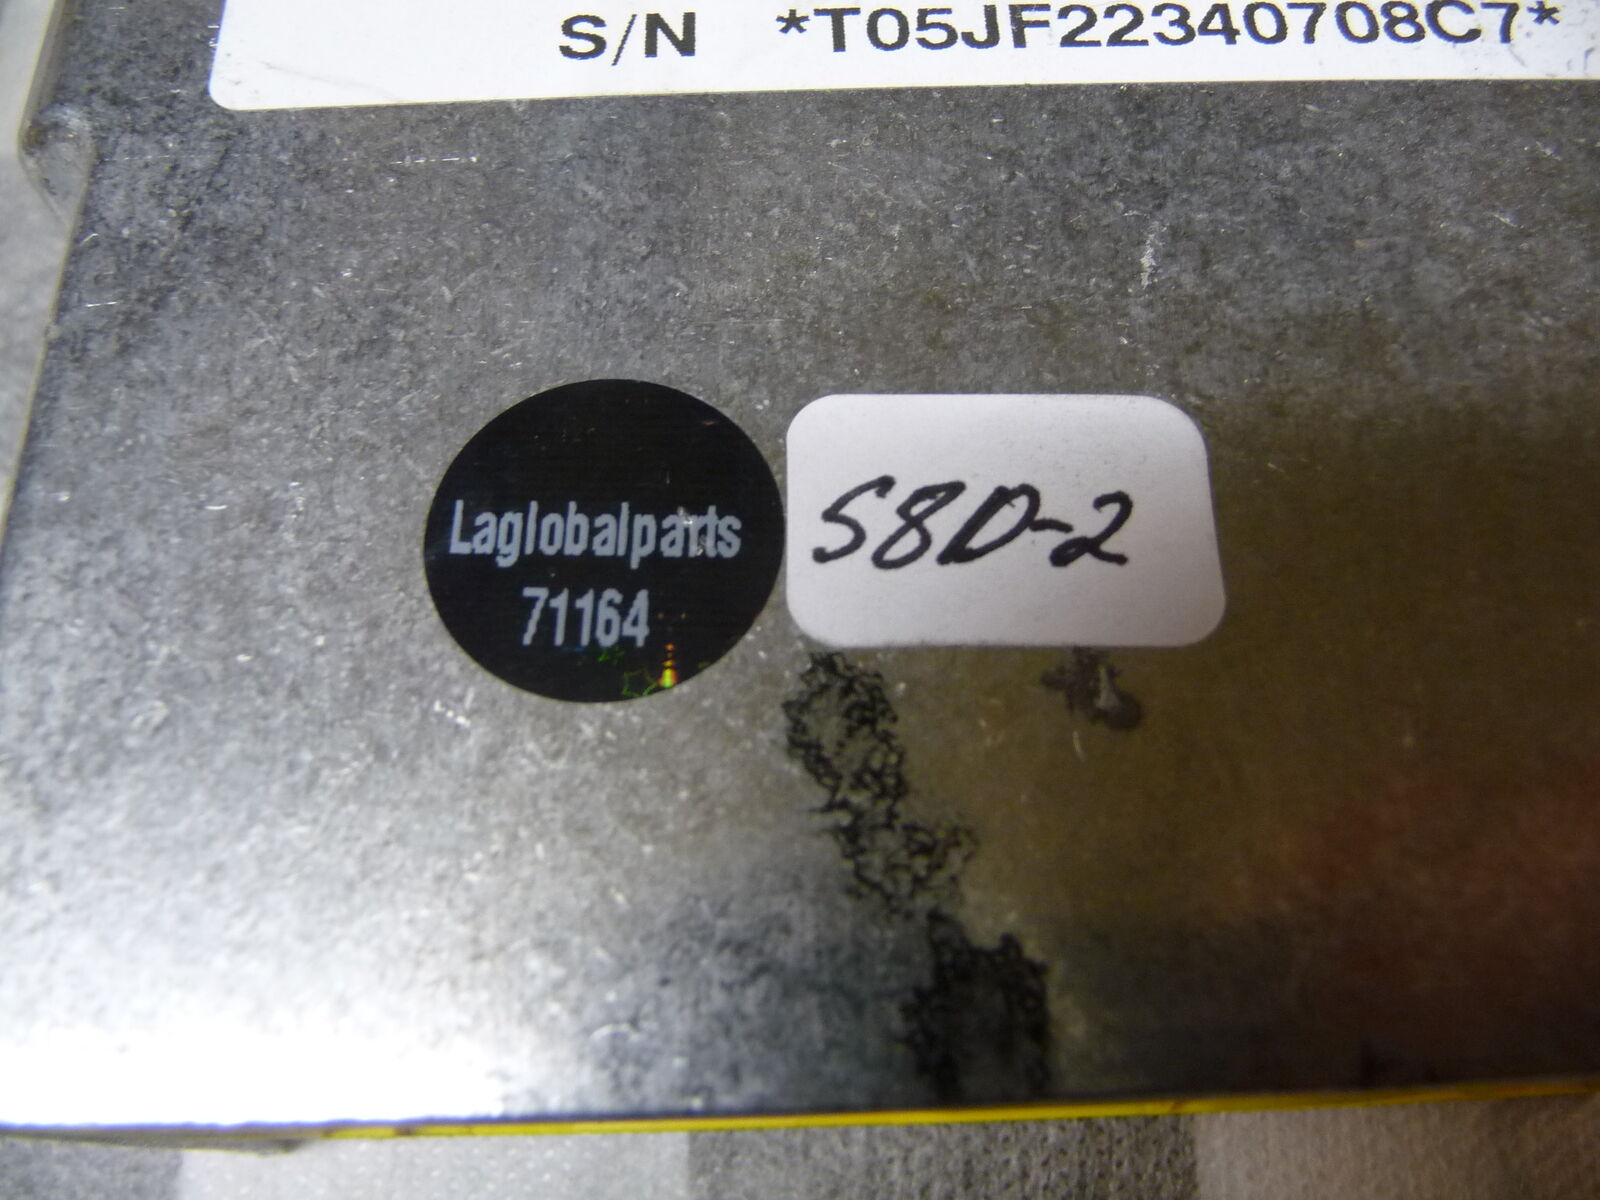 S/N *T05JF22340708C7*
Laglobalparts
71164
S8D-2